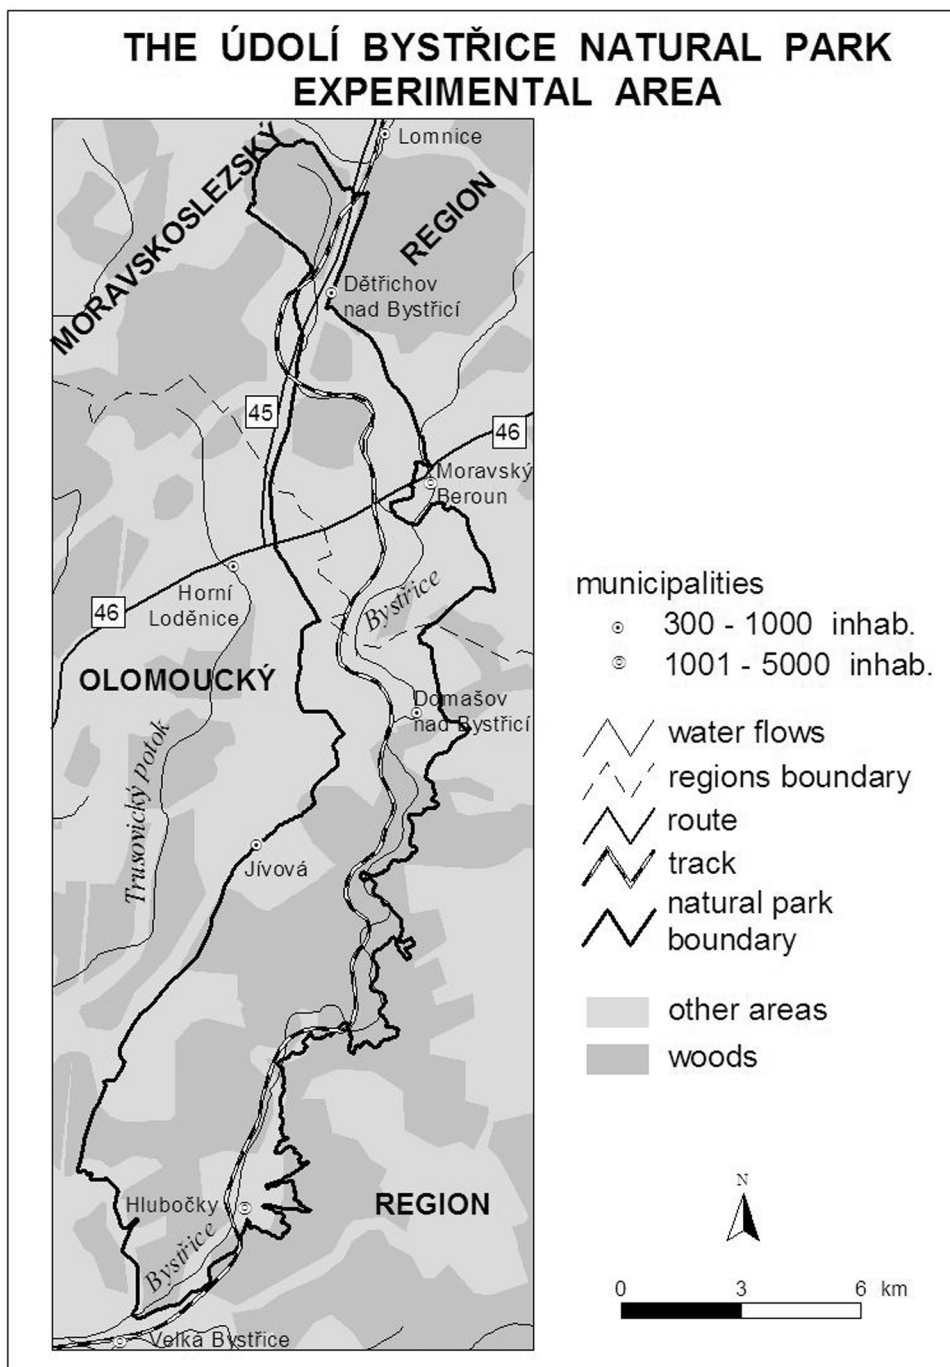 THE ÚDOLÍ BYSTŘICE NATURAL PARK
EXPERIMENTAL AREA
Lomnice
MORAVSKOSLEZSKÝ
REGION
Dětřichov
nad Bystřicí
45
46
Moravský
Beroun
Horní
Loděnice
46
Bystřice
OLOMOUCKÝ
Domašov
nad Bystřicí
Trusovický potok
Jívová
REGION
Hlubočky
Bystřice
Velká Bystřice
municipalities
300 - 1000 inhab.
1001 - 5000 inhab.
water flows
regions boundary
route
track
natural park
boundary
other areas
woods
N
0 3 6 km